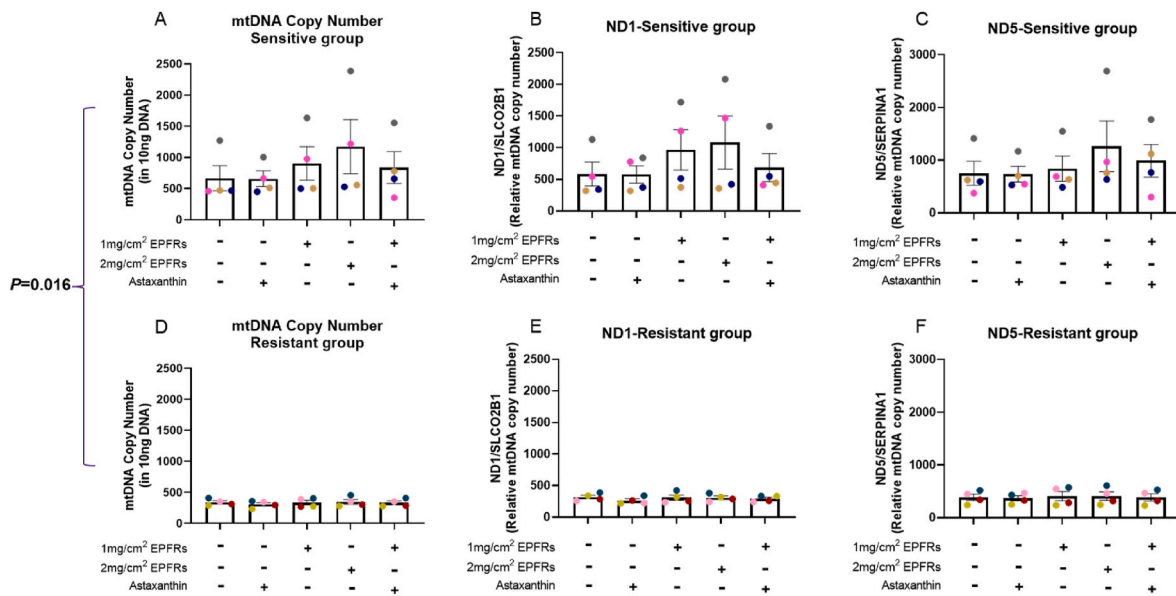 A
mtDNA Copy Number
Sensitive group
mtDNA Copy Number
(in 10ng DNA)
2500
2000
1500
1000
500
0
1mg/cm² EPFRs - - + - +
2mg/cm² EPFRs - - - + -
Astaxanthin - + - - +
B
ND1-Sensitive group
ND1/SLCO2B1
(Relative mtDNA copy number)
2500
2000
1500
1000
500
0
1mg/cm² EPFRs - - + - +
2mg/cm² EPFRs - - - + -
Astaxanthin - + - - +
C
ND5-Sensitive group
ND5/SERPINA1
(Relative mtDNA copy number)
3000
2000
1000
0
1mg/cm² EPFRs - - + - +
2mg/cm² EPFRs - - - + -
Astaxanthin - + - - +
P=0.016
D
mtDNA Copy Number
Resistant group
mtDNA Copy Number
(in 10ng DNA)
2500
2000
1500
1000
500
0
1mg/cm² EPFRs - - + - +
2mg/cm² EPFRs - - - + -
Astaxanthin - + - - +
E
ND1-Resistant group
ND1/SLCO2B1
(Relative mtDNA copy number)
2500
2000
1500
1000
500
0
1mg/cm² EPFRs - - + - +
2mg/cm² EPFRs - - - + -
Astaxanthin - + - - +
F
ND5-Resistant group
ND5/SERPINA1
(Relative mtDNA copy number)
3000
2000
1000
0
1mg/cm² EPFRs - - + - +
2mg/cm² EPFRs - - - + -
Astaxanthin - + - - +